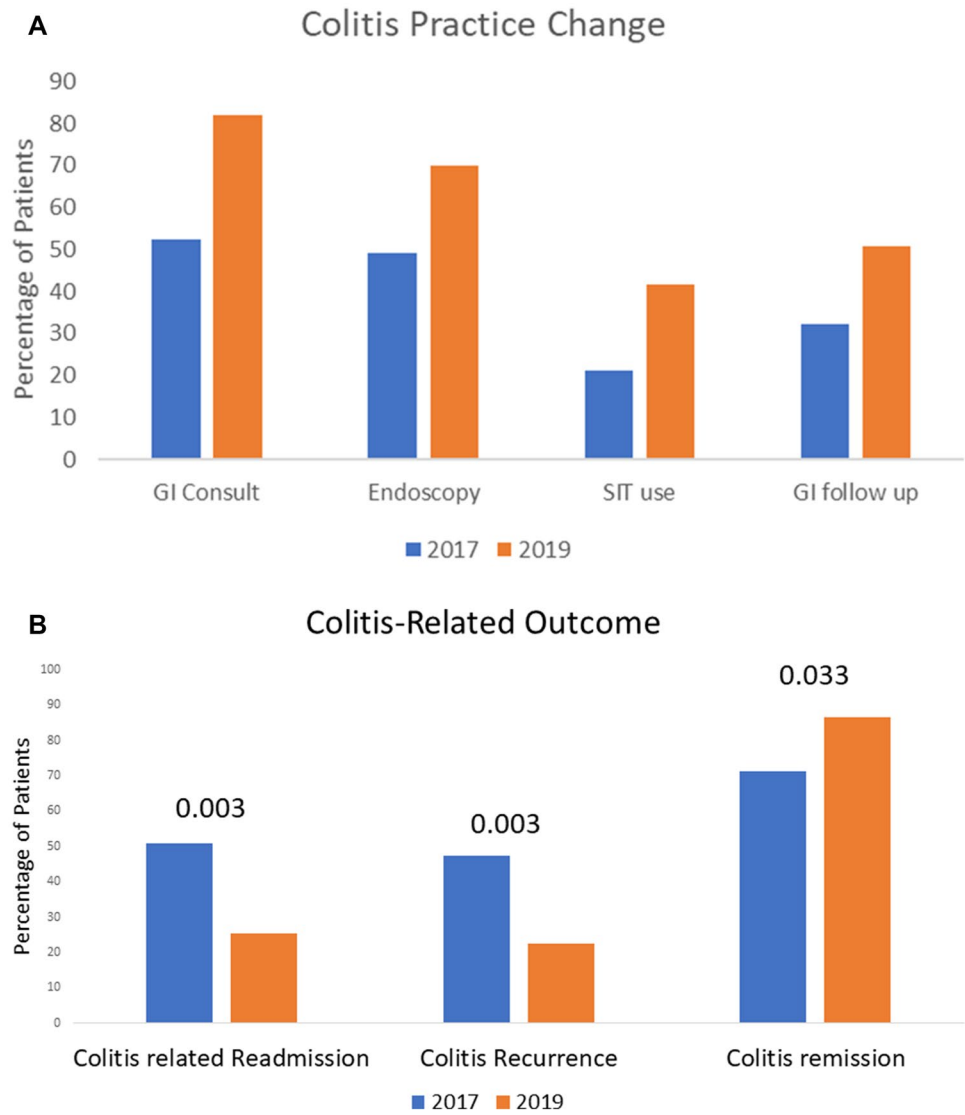 A
Colitis Practice Change
Percentage of Patients
90
80
70
60
50
40
30
20
10
0
GI Consult Endoscopy SIT use GI follow up
2017 2019
B
Colitis-Related Outcome
Percentage of Patients
100
90
80
70
60
50
40
30
20
10
0
0.003 0.003 0.033
Colitis related Readmission Colitis Recurrence Colitis remission
2017 2019